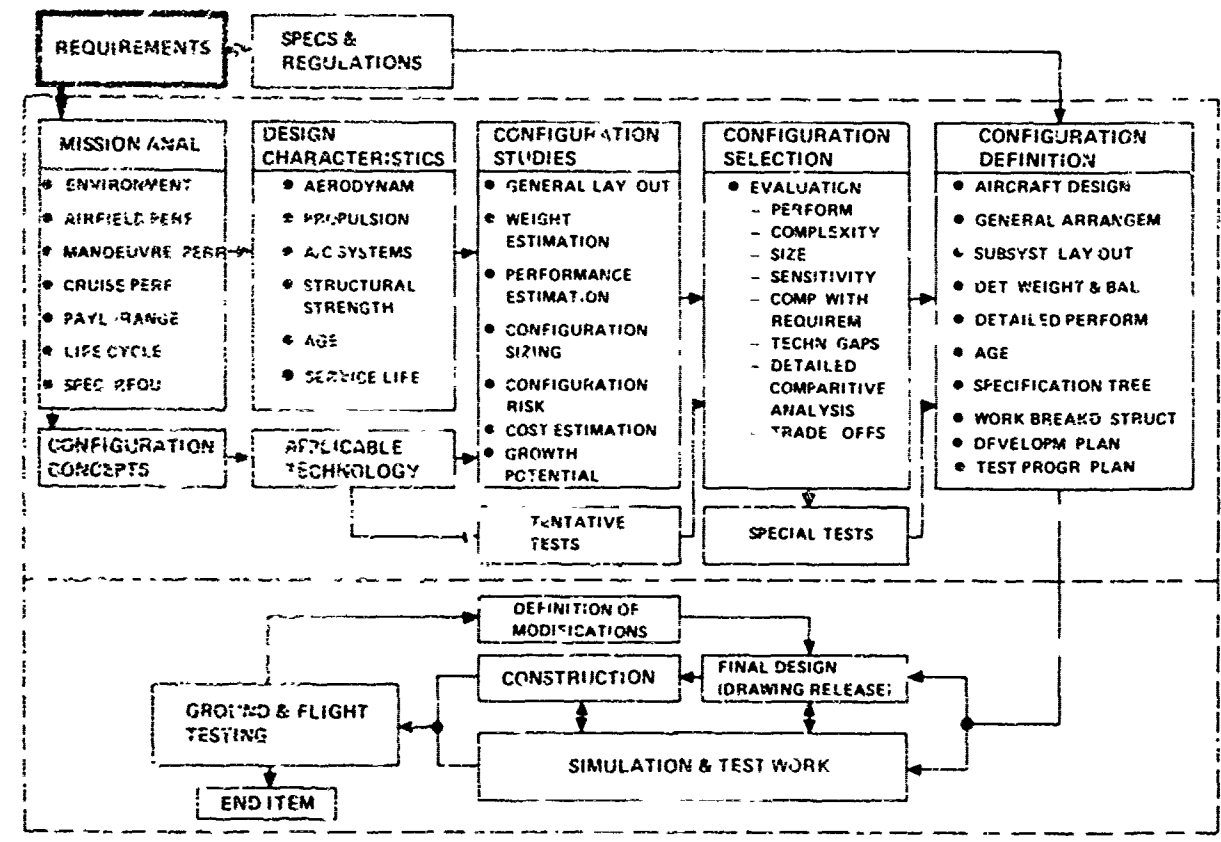 REQUIREMENTS
SPECS &
REGULATIONS
MISSION ANAL
• ENVIRONMENT
• AIRFIELD PERF
• MANOEUVRE PERF
• CRUISE PERF
• PAYL/RANGE
• LIFE CYCLE
• SPEC REQU
CONFIGURATION
CONCEPTS
DESIGN
CHARACTERISTICS
• AERODYNAM
• PROPULSION
• A/C SYSTEMS
• STRUCTURAL
STRENGTH
• AGE
• SERVICE LIFE
APPLICABLE
TECHNOLOGY
CONFIGURATION
STUDIES
• GENERAL LAY OUT
• WEIGHT
ESTIMATION
• PERFORMANCE
ESTIMATION
• CONFIGURATION
SIZING
• CONFIGURATION
RISK
• COST ESTIMATION
• GROWTH
POTENTIAL
TENTATIVE
TESTS
CONFIGURATION
SELECTION
• EVALUATION
– PERFORM
– COMPLEXITY
– SIZE
– SENSITIVITY
– COMP WITH
REQUIREM
– TECHN GAPS
– DETAILED
COMPARITIVE
ANALYSIS
– TRADE OFFS
SPECIAL TESTS
CONFIGURATION
DEFINITION
• AIRCRAFT DESIGN
• GENERAL ARRANGEM
• SUBSYST LAY OUT
• DET WEIGHT & BAL
• DETAILED PERFORM
• AGE
• SPECIFICATION TREE
• WORK BREAKD STRUCT
• DEVELOPM PLAN
• TEST PROGR PLAN
DEFINITION OF
MODIFICATIONS
CONSTRUCTION
FINAL DESIGN
(DRAWING RELEASE)
GROUND & FLIGHT
TESTING
SIMULATION & TEST WORK
END ITEM